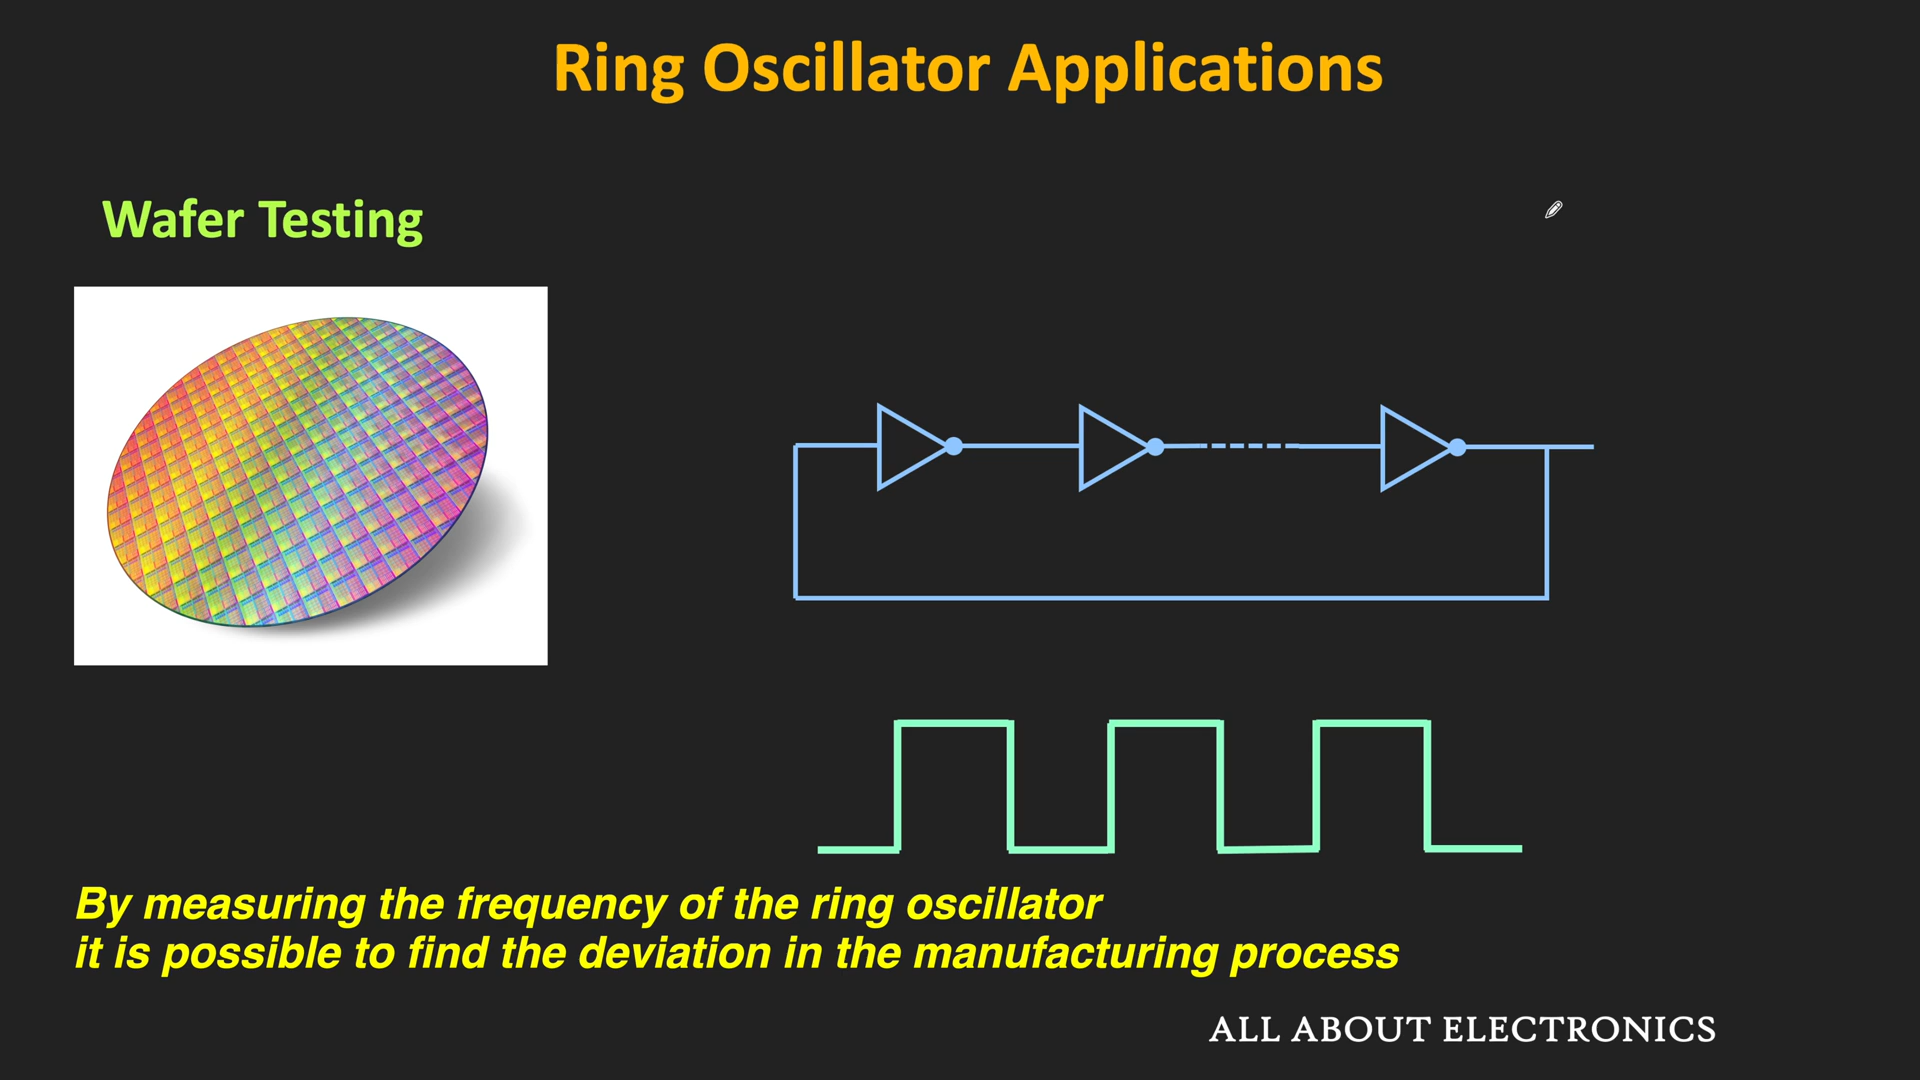 Ring Oscillator Applications
Wafer Testing
By measuring the frequency of the ring oscillator
it is possible to find the deviation in the manufacturing process
ALL ABOUT ELECTRONICS